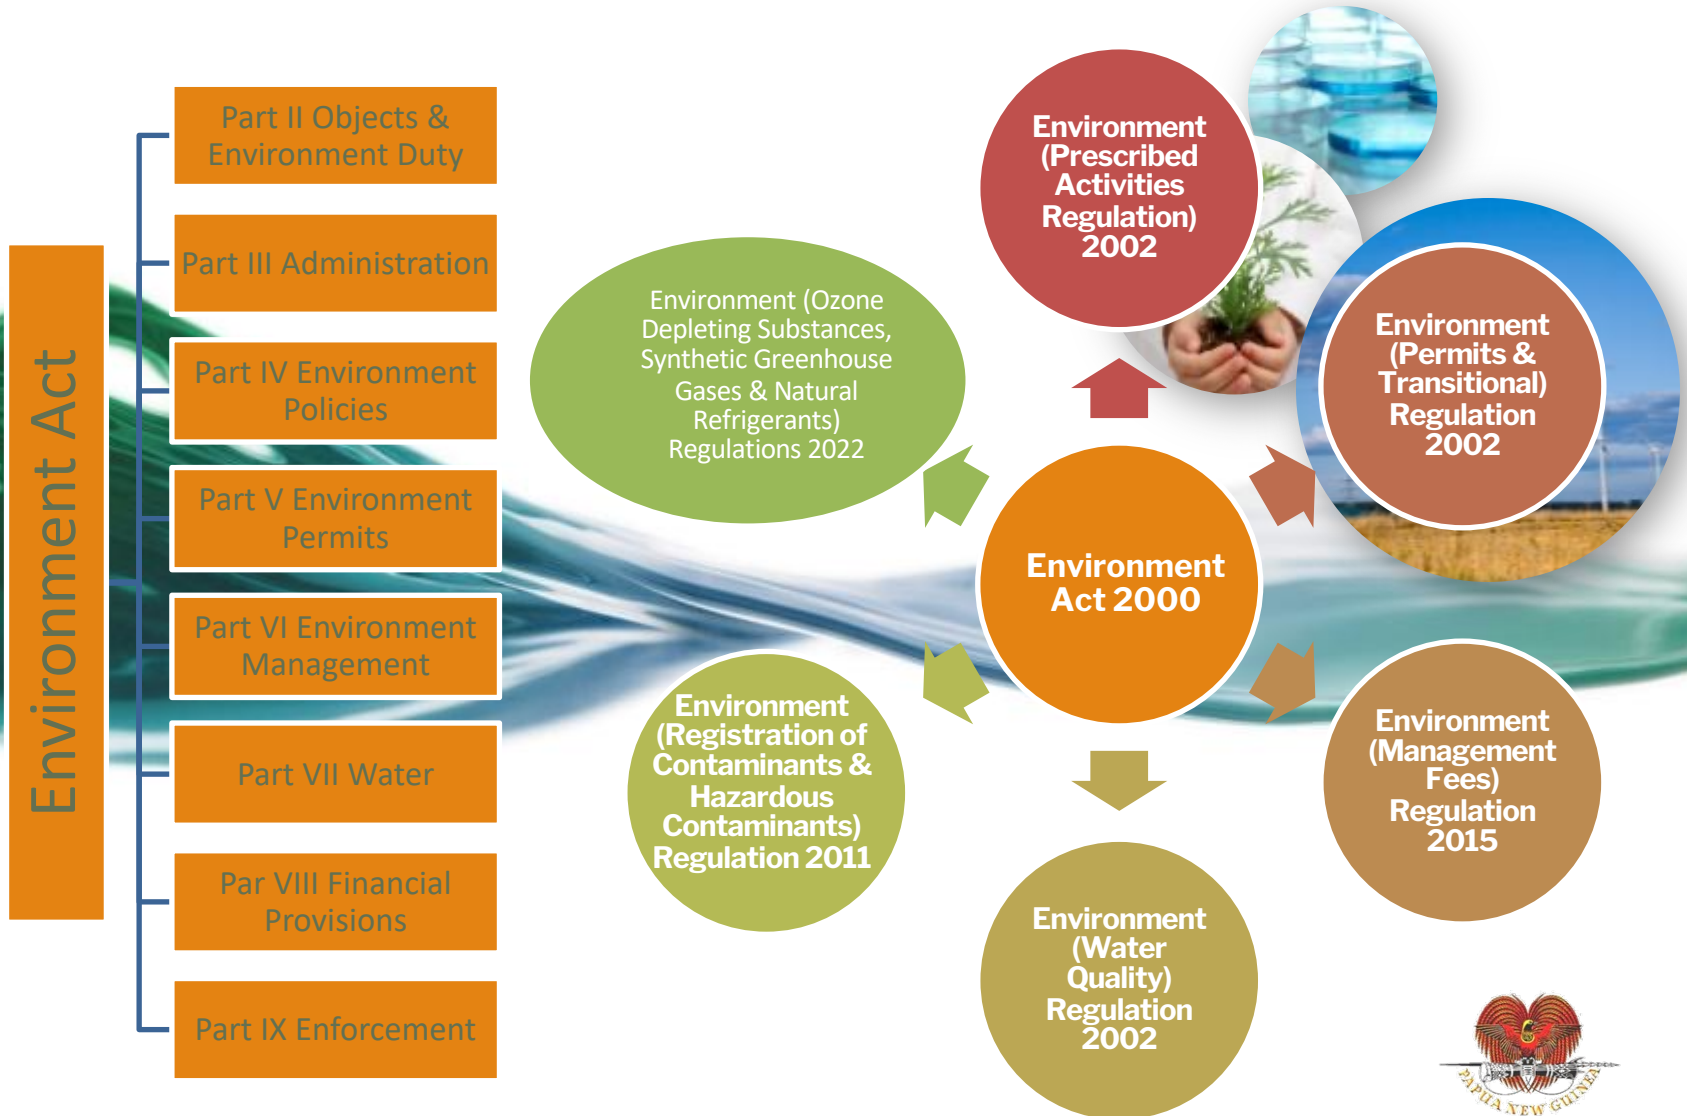 Environment Act
Part II Objects &
Environment Duty
Part III Administration
Part IV Environment
Policies
Part V Environment
Permits
Part VI Environment
Management
Part VII Water
Par VIII Financial
Provisions
Part IX Enforcement
Environment
(Prescribed
Activities
Regulation)
2002
Environment (Ozone
Depleting Substances,
Synthetic Greenhouse
Gases & Natural
Refrigerants)
Regulations 2022
Environment
(Permits &
Transitional)
Regulation
2002
Environment
Act 2000
Environment
(Registration of
Contaminants &
Hazardous
Contaminants)
Regulation 2011
Environment
(Management
Fees)
Regulation
2015
Environment
(Water
Quality)
Regulation
2002
PAPUA NEW GUINEA